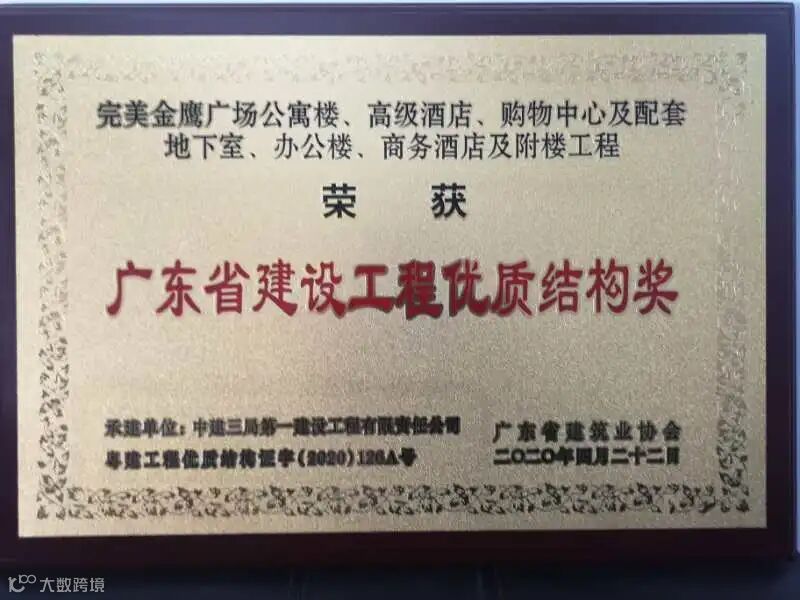 完美金鹰广场公寓楼、高级酒店、购物中心及配套
地下室、办公楼、商务酒店及附楼工程
荣 获
广东省建设工程优质结构奖
承建单位：中建三局第一建设工程有限责任公司
粤建工程优质结构证字(2020)126A号
广东省建筑业协会
二〇二〇年四月二十二日
大数跨境